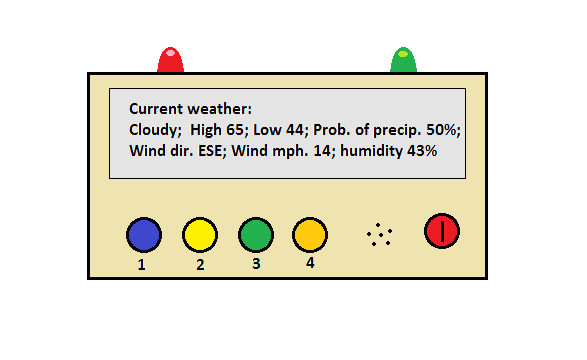 Current weather:
Cloudy;  High 65; Low 44; Prob. of precip. 50%;
Wind dir. ESE; Wind mph. 14; humidity 43%
1 2 3 4